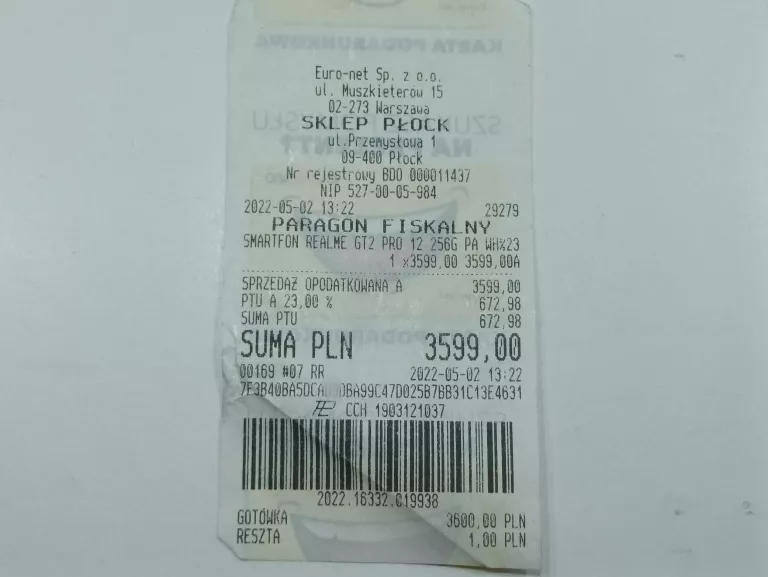 Euro-net Sp. z o.o.
ul. Muszkieterów 15
02-273 Warszawa
SKLEP PŁOCK
ul.Przemysłowa 1
09-400 Płock
Nr rejestrowy BDO 000011437
NIP 527-00-05-984
2022-05-02 13:22 29279
PARAGON FISKALNY
SMARTFON REALME GT2 PRO 12 256G PA WH%23
1 x3599,00 3599,00A
SPRZEDAŻ OPODATKOWANA A 3599,00
PTU A 23,00 % 672,98
SUMA PTU 672,98
SUMA PLN 3599,00
00169 #07 RR 2022-05-02 13:22
CCH 1903121037
2022.16332.019938
GOTÓWKA 3600,00 PLN
RESZTA 1,00 PLN